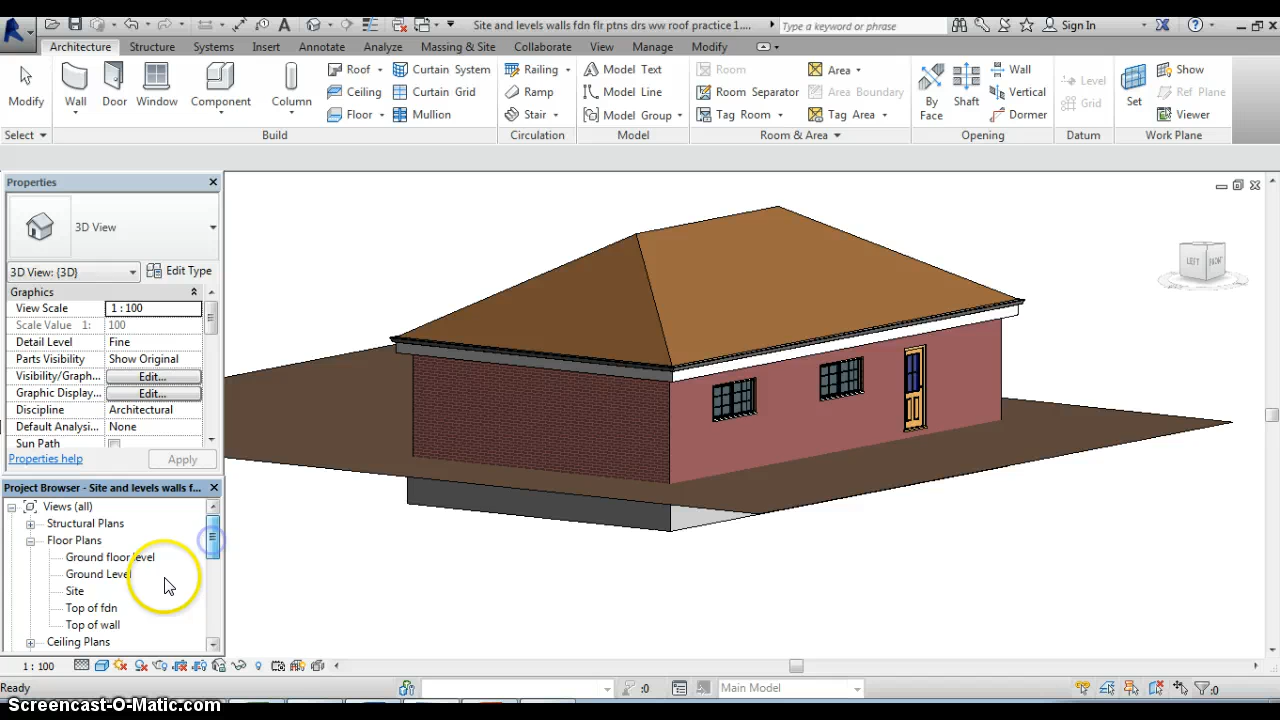 Site and levels walls fdn flr ptns drs ww roof practice 1....
Type a keyword or phrase
Sign In
Architecture Structure Systems Insert Annotate Analyze Massing & Site Collaborate View Manage Modify
Modify
Wall
Door
Window
Component
Column
Roof
Ceiling
Floor
Curtain System
Curtain Grid
Mullion
Railing
Ramp
Stair
Model Text
Model Line
Model Group
Room
Room Separator
Tag Room
Area
Area Boundary
Tag Area
By Face
Shaft
Wall
Vertical
Dormer
Level
Grid
Set
Show
Ref Plane
Viewer
Select Build Circulation Model Room & Area Opening Datum Work Plane
Properties
3D View
3D View: {3D} Edit Type
Graphics
View Scale 1 : 100
Scale Value 1: 100
Detail Level Fine
Parts Visibility Show Original
Visibility/Graph... Edit...
Graphic Display... Edit...
Discipline Architectural
Default Analysi... None
Sun Path
Properties help Apply
Project Browser - Site and levels walls f...
Views (all)
Structural Plans
Floor Plans
Ground floor level
Ground Level
Site
Top of fdn
Top of wall
Ceiling Plans
LEFT FRONT
1 : 100
Ready
:0
Main Model
:0
Screencast-O-Matic.com